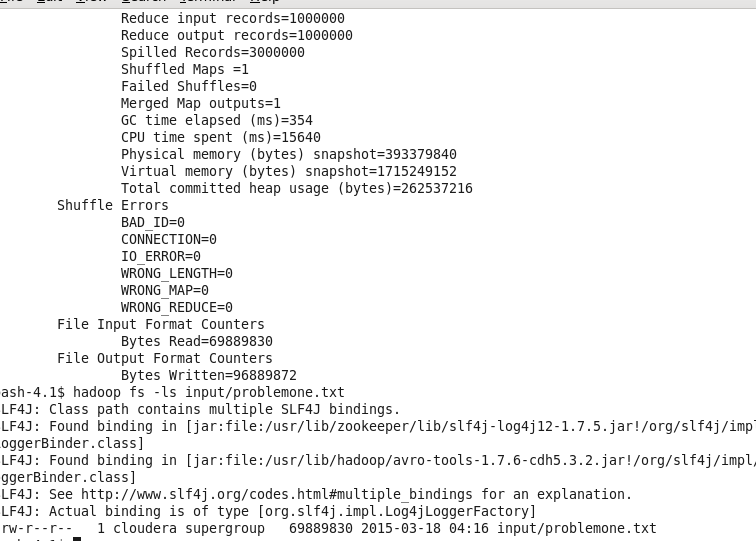 Reduce input records=1000000
Reduce output records=1000000
Spilled Records=3000000
Shuffled Maps =1
Failed Shuffles=0
Merged Map outputs=1
GC time elapsed (ms)=354
CPU time spent (ms)=15640
Physical memory (bytes) snapshot=393379840
Virtual memory (bytes) snapshot=1715249152
Total committed heap usage (bytes)=262537216
Shuffle Errors
BAD_ID=0
CONNECTION=0
IO_ERROR=0
WRONG_LENGTH=0
WRONG_MAP=0
WRONG_REDUCE=0
File Input Format Counters
Bytes Read=69889830
File Output Format Counters
Bytes Written=96889872
ash-4.1$ hadoop fs -ls input/problemone.txt
LF4J: Class path contains multiple SLF4J bindings.
LF4J: Found binding in [jar:file:/usr/lib/zookeeper/lib/slf4j-log4j12-1.7.5.jar!/org/slf4j/impl
oggerBinder.class]
LF4J: Found binding in [jar:file:/usr/lib/hadoop/avro-tools-1.7.6-cdh5.3.2.jar!/org/slf4j/impl/
ggerBinder.class]
LF4J: See http://www.slf4j.org/codes.html#multiple_bindings for an explanation.
LF4J: Actual binding is of type [org.slf4j.impl.Log4jLoggerFactory]
rw-r--r--   1 cloudera supergroup   69889830 2015-03-18 04:16 input/problemone.txt